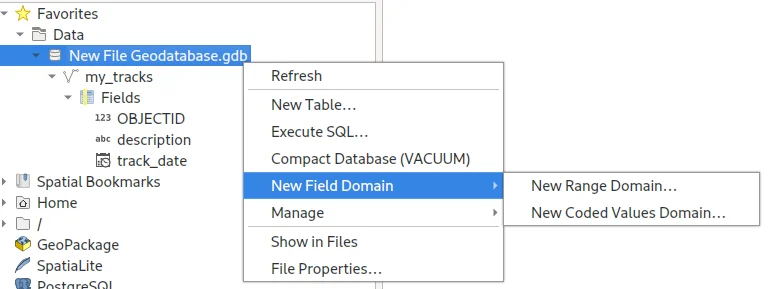 Favorites
Data
New File Geodatabase.gdb
my_tracks
Fields
123 OBJECTID
abc description
track_date
Spatial Bookmarks
Home
/
GeoPackage
SpatiaLite
PostgreSQL
Refresh
New Table...
Execute SQL...
Compact Database (VACUUM)
New Field Domain
Manage
Show in Files
File Properties...
New Range Domain...
New Coded Values Domain...